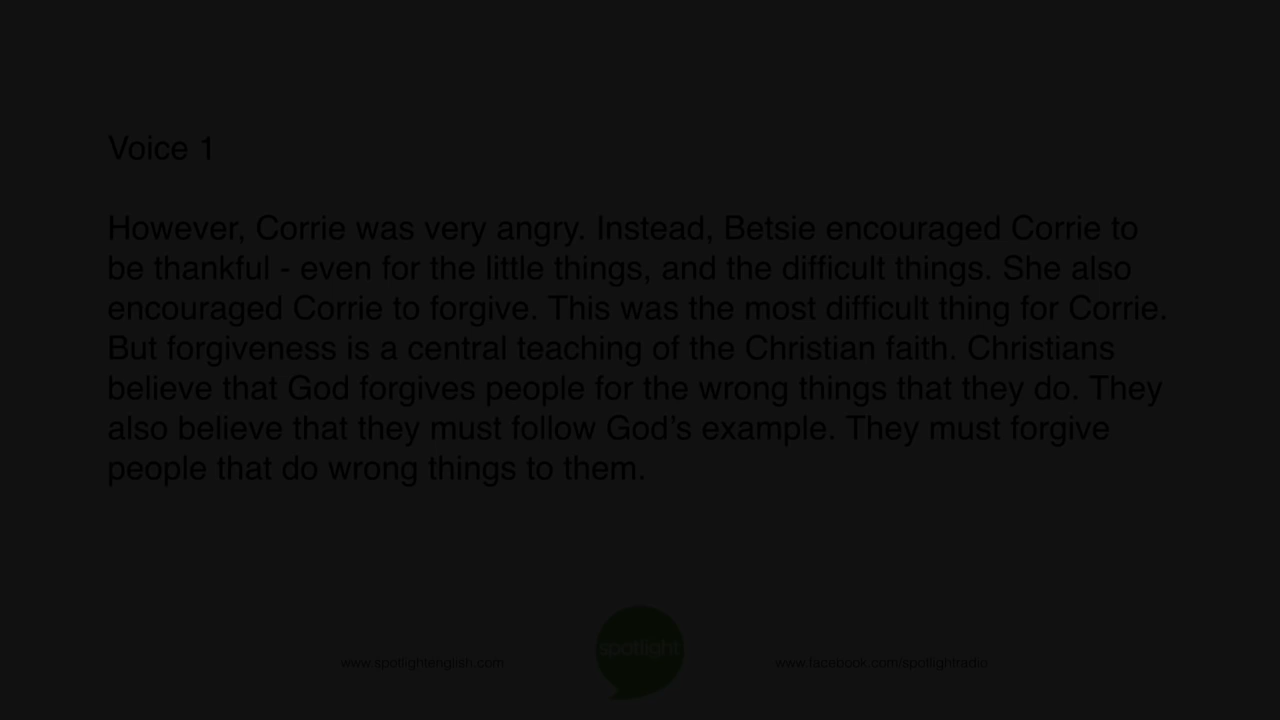 Voice 1
However, Corrie was very angry. Instead, Betsie encouraged Corrie to
be thankful - even for the little things, and the difficult things. She also
encouraged Corrie to forgive. This was the most difficult thing for Corrie.
But forgiveness is a central teaching of the Christian faith. Christians
believe that God forgives people for the wrong things that they do. They
also believe that they must follow God’s example. They must forgive
people that do wrong things to them.
spotlight
www.spotlightenglish.com
www.facebook.com/spotlightradio